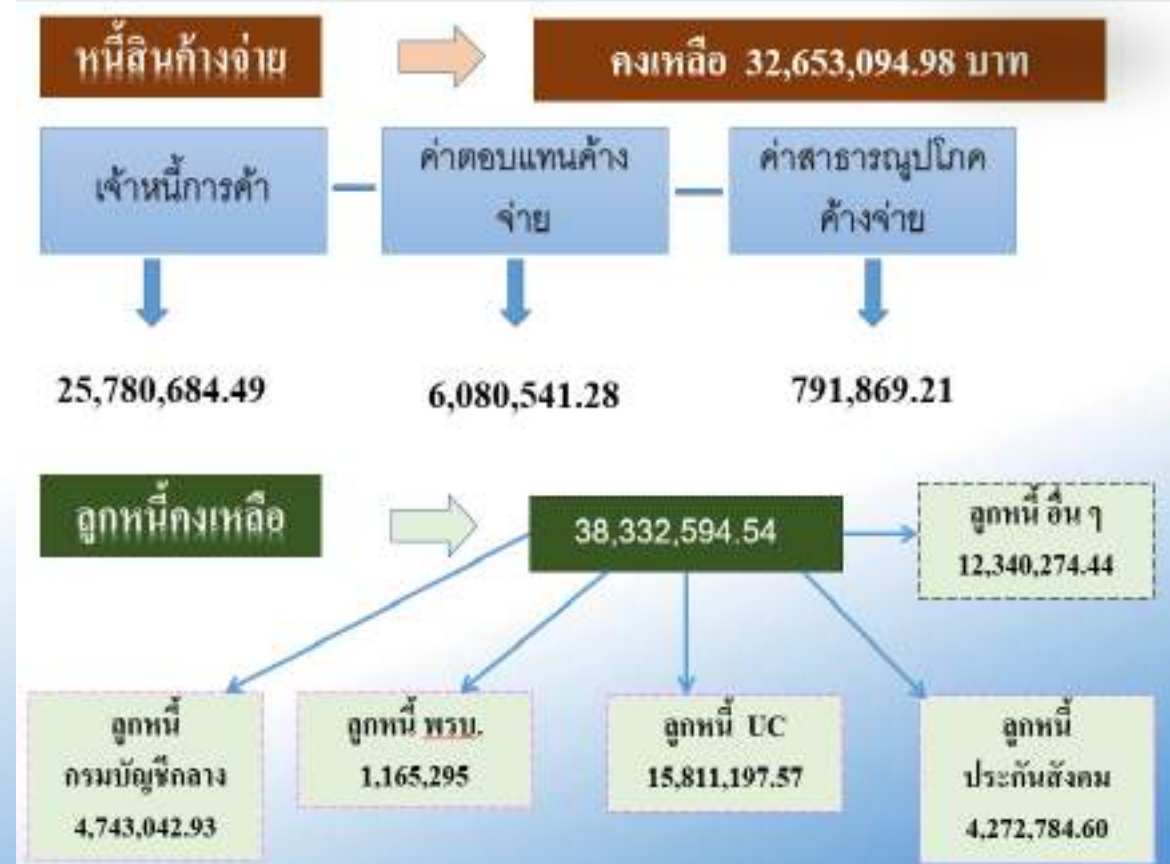 หนี้สินค้างจ่าย
คงเหลือ 32,653,094.98 บาท
เจ้าหนี้การค้า
ค่าตอบแทนค้าง
จ่าย
ค่าสาธารณูปโภค
ค้างจ่าย
25,780,684.49
6,080,541.28
791,869.21
ลูกหนี้คงเหลือ
38,332,594.54
ลูกหนี้ อื่น ๆ
12,340,274.44
ลูกหนี้
กรมบัญชีกลาง
4,743,042.93
ลูกหนี้ พรบ.
1,165,295
ลูกหนี้ UC
15,811,197.57
ลูกหนี้
ประกันสังคม
4,272,784.60